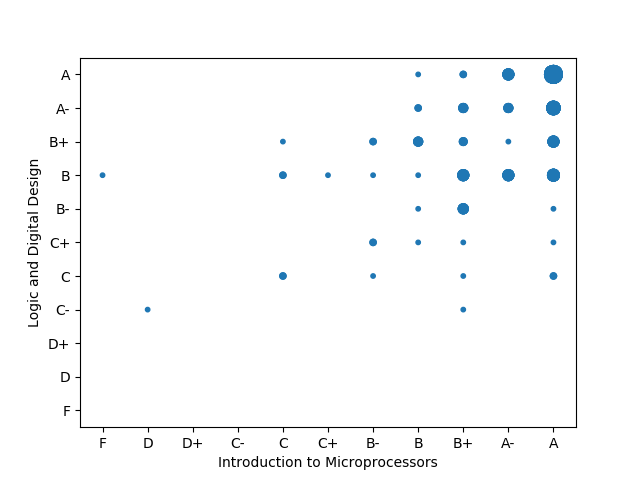 Logic and Digital Design
A
A-
B+
B
B-
C+
C
C-
D+
D
F
F D D+ C- C C+ B- B B+ A- A
Introduction to Microprocessors